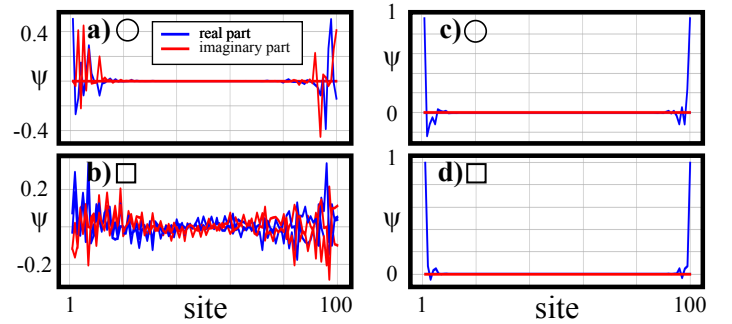 a)
0.4
ψ
-0.4
real part
imaginary part
c)
1
ψ
0
b)
0.2
ψ
-0.2
1
site
100
d)
1
ψ
0
1
site
100